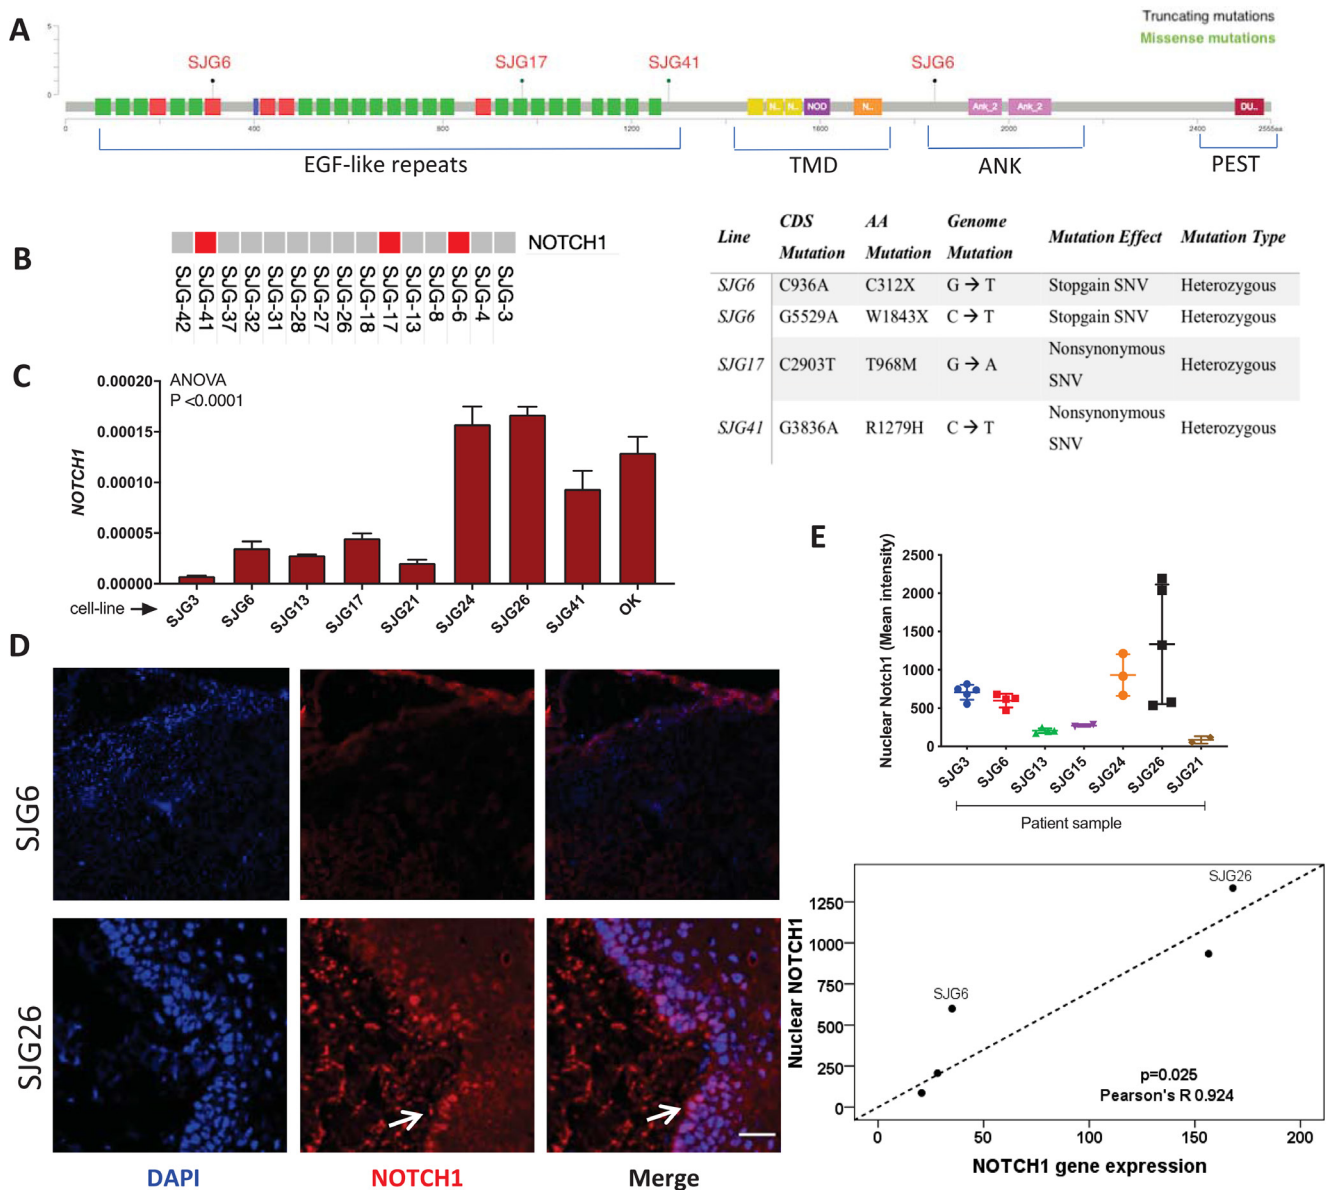 A
Truncating mutations
Missense mutations
5
0
SJG6
SJG17
SJG41
SJG6
N..
N..
NOD
N..
Ank_2
Ank_2
DU..
0
400
800
1200
1600
2000
2400
2555aa
EGF-like repeats
TMD
ANK
PEST
B
NOTCH1
SJG-42
SJG-41
SJG-37
SJG-32
SJG-31
SJG-28
SJG-27
SJG-26
SJG-18
SJG-17
SJG-13
SJG-8
SJG-6
SJG-4
SJG-3
Line CDS Mutation AA Mutation Genome Mutation Mutation Effect Mutation Type
SJG6 C936A C312X G → T Stopgain SNV Heterozygous
SJG6 G5529A W1843X C → T Stopgain SNV Heterozygous
SJG17 C2903T T968M G → A Nonsynonymous SNV Heterozygous
SJG41 G3836A R1279H C → T Nonsynonymous SNV Heterozygous
C
ANOVA
P <0.0001
NOTCH1
0.00020
0.00015
0.00010
0.00005
0.00000
cell-line
SJG3
SJG6
SJG13
SJG17
SJG21
SJG24
SJG26
SJG41
OK
D
SJG6
SJG26
DAPI
NOTCH1
Merge
E
Nuclear Notch1 (Mean intensity)
2500
2000
1500
1000
500
0
SJG3
SJG6
SJG13
SJG15
SJG24
SJG26
SJG21
Patient sample
Nuclear NOTCH1
1250
1000
750
500
250
0
SJG26
SJG6
p=0.025
Pearson's R 0.924
0
50
100
150
200
NOTCH1 gene expression